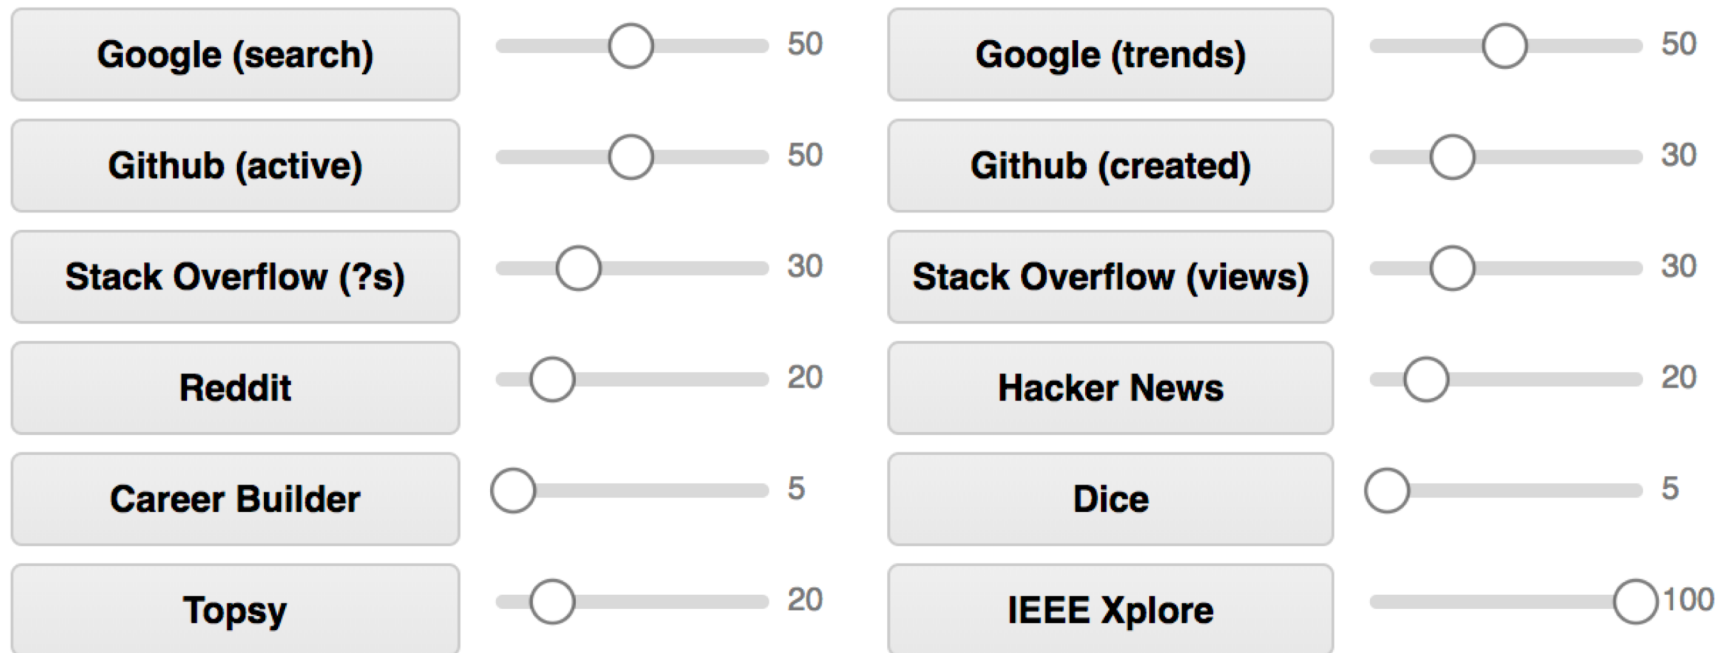 Google (search) 50 Google (trends) 50
Github (active) 50 Github (created) 30
Stack Overflow (?s) 30 Stack Overflow (views) 30
Reddit 20 Hacker News 20
Career Builder 5 Dice 5
Topsy 20 IEEE Xplore 100